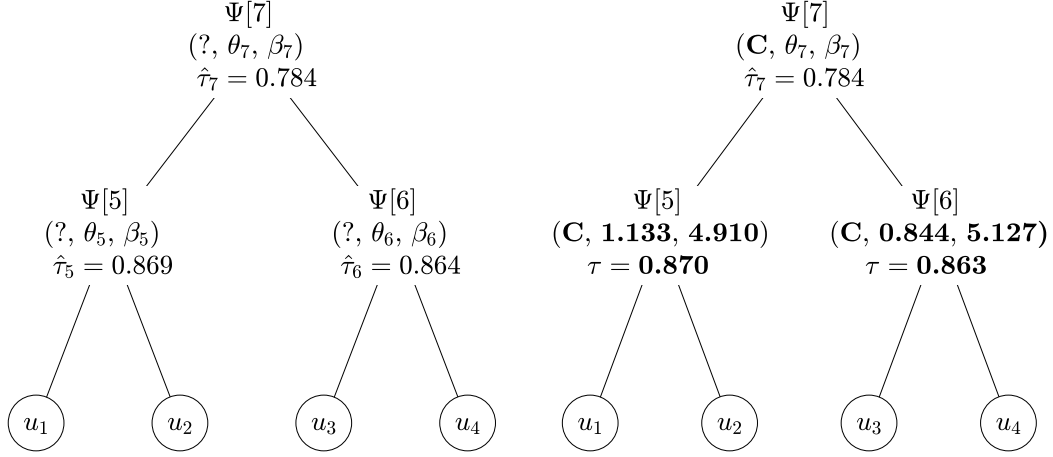 Ψ[7]
(?, θ₇, β₇)
τ̂₇ = 0.784
Ψ[5]
(?, θ₅, β₅)
τ̂₅ = 0.869
Ψ[6]
(?, θ₆, β₆)
τ̂₆ = 0.864
u₁
u₂
u₃
u₄
Ψ[7]
(C, θ₇, β₇)
τ̂₇ = 0.784
Ψ[5]
(C, 1.133, 4.910)
τ = 0.870
Ψ[6]
(C, 0.844, 5.127)
τ = 0.863
u₁
u₂
u₃
u₄